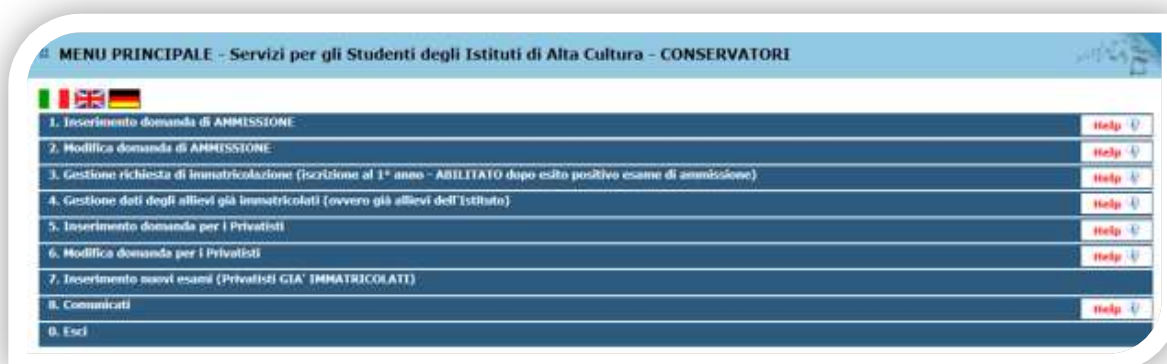 MENU PRINCIPALE - Servizi per gli Studenti degli Istituti di Alta Cultura - CONSERVATORI
1. Inserimento domanda di AMMISSIONE Help
2. Modifica domanda di AMMISSIONE Help
3. Gestione richiesta di immatricolazione (iscrizione al 1° anno - ABILITATO dopo esito positivo esame di ammissione) Help
4. Gestione dati degli allievi già immatricolati (ovvero già allievi dell'Istituto) Help
5. Inserimento domanda per i Privatisti Help
6. Modifica domanda per i Privatisti Help
7. Inserimento nuovi esami (Privatisti GIA' IMMATRICOLATI)
8. Comunicati Help
0. Esci